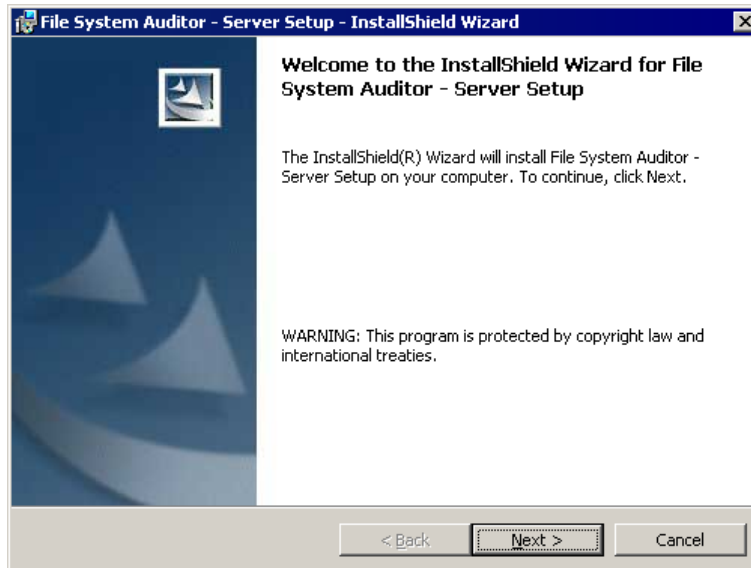 File System Auditor - Server Setup - InstallShield Wizard
Welcome to the InstallShield Wizard for File
System Auditor - Server Setup
The InstallShield(R) Wizard will install File System Auditor -
Server Setup on your computer. To continue, click Next.
WARNING: This program is protected by copyright law and
international treaties.
< Back
Next >
Cancel